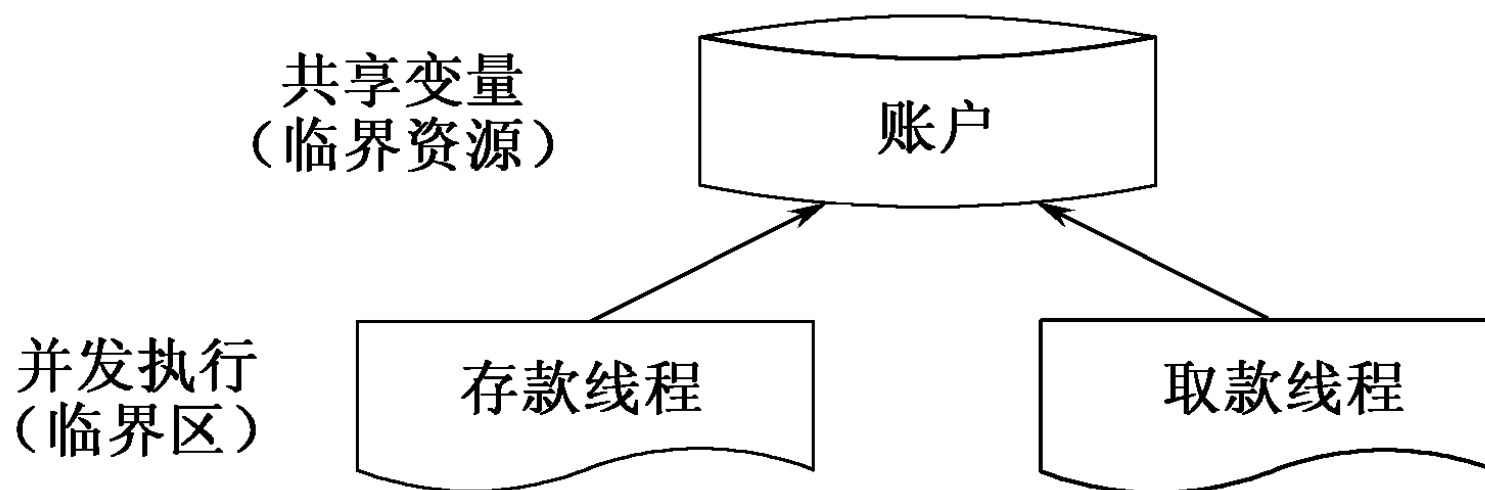 共享变量
（临界资源）
账户
并发执行
（临界区）
存款线程
取款线程